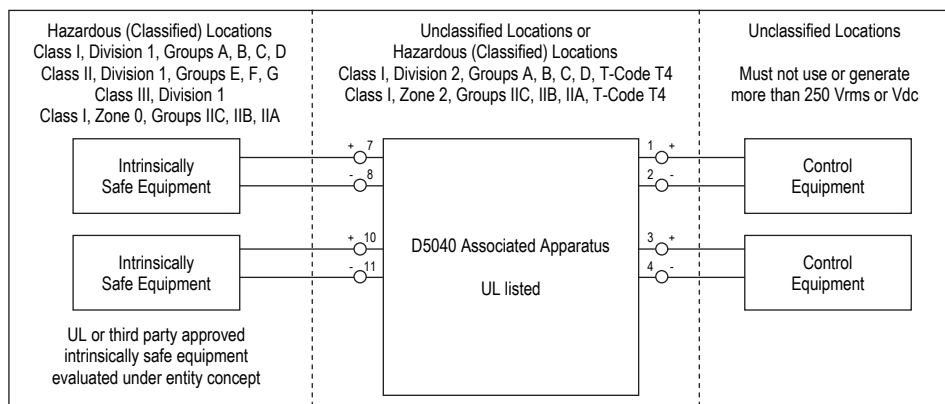 Hazardous (Classified) Locations
Class I, Division 1, Groups A, B, C, D
Class II, Division 1, Groups E, F, G
Class III, Division 1
Class I, Zone 0, Groups IIC, IIB, IIA
Unclassified Locations or
Hazardous (Classified) Locations
Class I, Division 2, Groups A, B, C, D, T-Code T4
Class I, Zone 2, Groups IIC, IIB, IIA, T-Code T4
Unclassified Locations
Must not use or generate
more than 250 Vrms or Vdc
Intrinsically
Safe Equipment
+ 7
- 8
1 +
2 -
Control
Equipment
Intrinsically
Safe Equipment
+ 10
- 11
D5040 Associated Apparatus
UL listed
3 +
4 -
Control
Equipment
UL or third party approved
intrinsically safe equipment
evaluated under entity concept